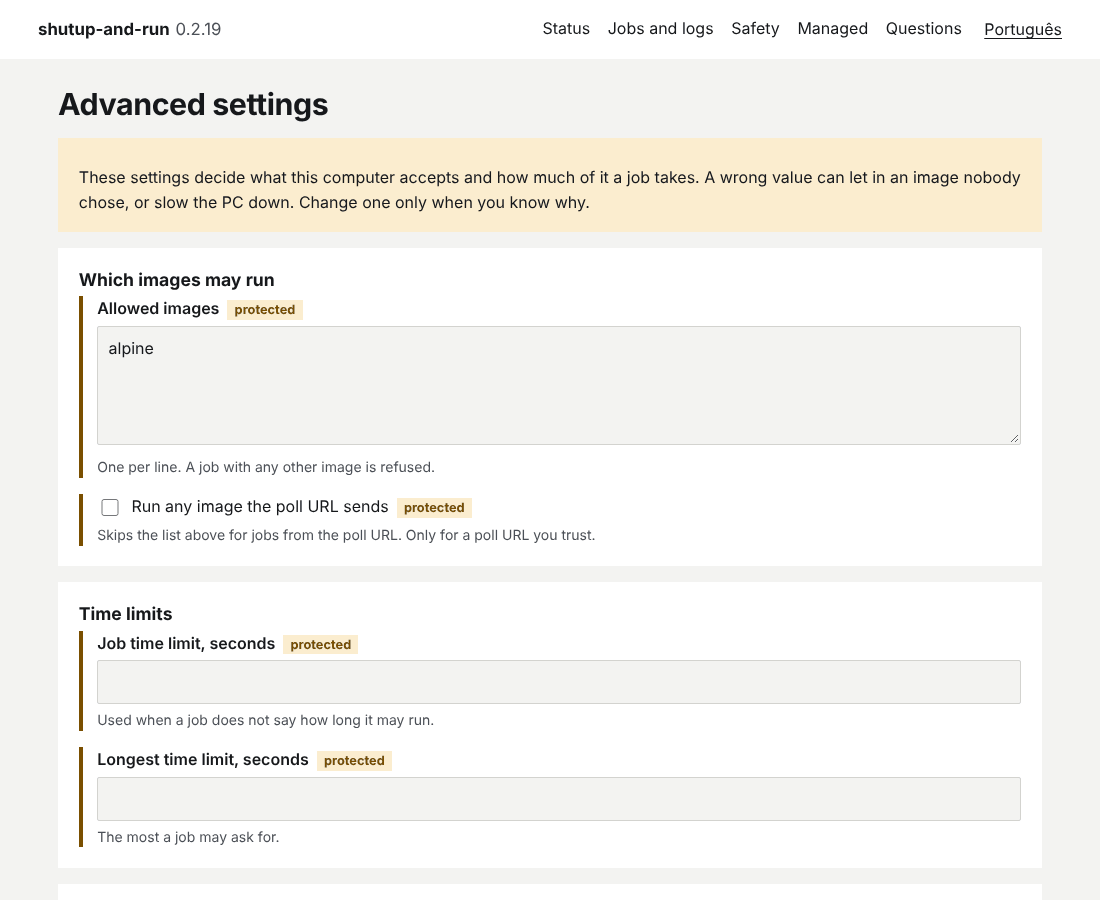 shutup-and-run 0.2.19
Status
Jobs and logs
Safety
Managed
Questions
Português
Advanced settings
These settings decide what this computer accepts and how much of it a job takes. A wrong value can let in an image nobody
chose, or slow the PC down. Change one only when you know why.
Which images may run
Allowed images protected
alpine
One per line. A job with any other image is refused.
Run any image the poll URL sends protected
Skips the list above for jobs from the poll URL. Only for a poll URL you trust.
Time limits
Job time limit, seconds protected
Used when a job does not say how long it may run.
Longest time limit, seconds protected
The most a job may ask for.